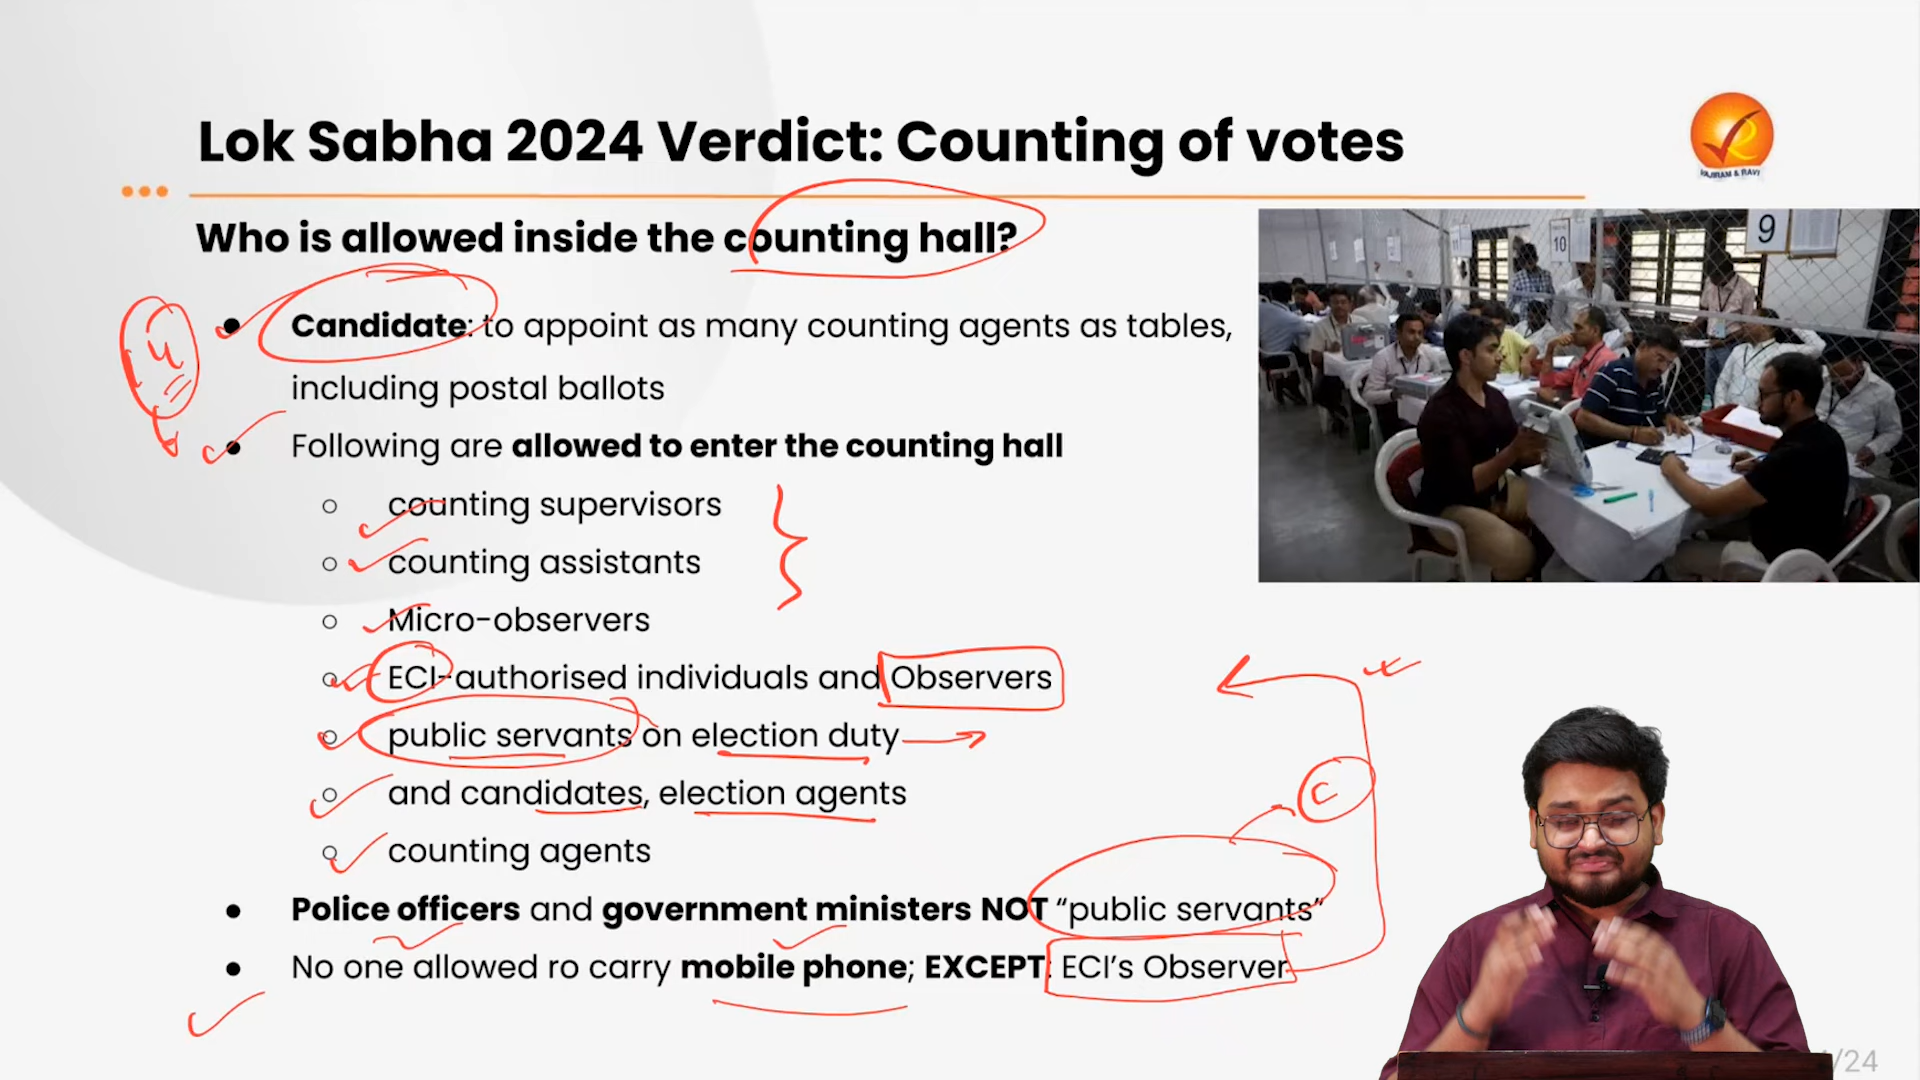 Lok Sabha 2024 Verdict: Counting of votes
VAJIRAM & RAVI
Who is allowed inside the counting hall?
● Candidate: to appoint as many counting agents as tables,
including postal ballots
● Following are allowed to enter the counting hall
○ counting supervisors
○ counting assistants
○ Micro-observers
○ ECI-authorised individuals and Observers
○ public servants on election duty
○ and candidates, election agents
○ counting agents
● Police officers and government ministers NOT “public servants”
● No one allowed ro carry mobile phone; EXCEPT: ECI’s Observer
4
C
9
10
11
/24